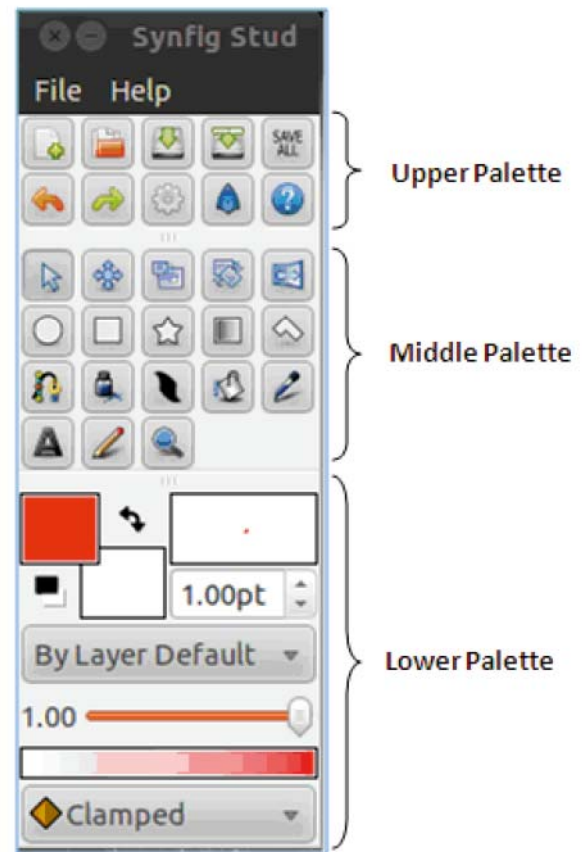 Synfig Stud
File Help
SAVE
ALL
Upper Palette
Middle Palette
A
1.00pt
By Layer Default
Lower Palette
1.00
Clamped